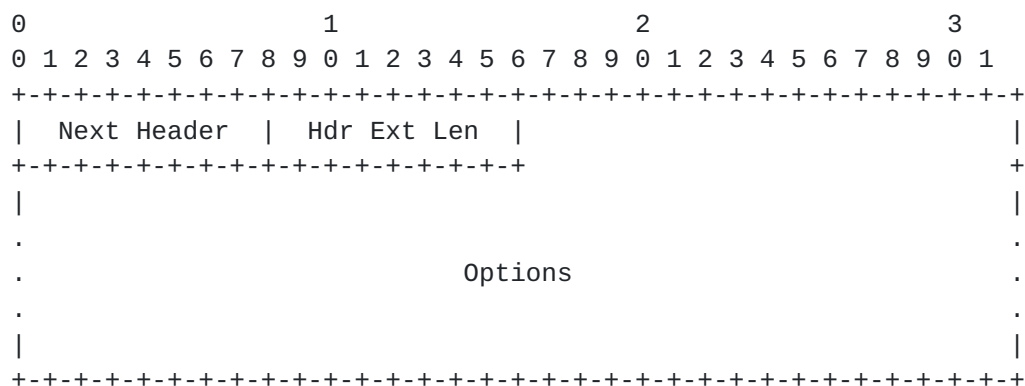 0                   1                   2                   3
0 1 2 3 4 5 6 7 8 9 0 1 2 3 4 5 6 7 8 9 0 1 2 3 4 5 6 7 8 9 0 1
+-+-+-+-+-+-+-+-+-+-+-+-+-+-+-+-+-+-+-+-+-+-+-+-+-+-+-+-+-+-+-+-+
|  Next Header  |  Hdr Ext Len  |                               |
+-+-+-+-+-+-+-+-+-+-+-+-+-+-+-+-+                               +
|                                                               |
.                                                               .
.                            Options                            .
.                                                               .
|                                                               |
+-+-+-+-+-+-+-+-+-+-+-+-+-+-+-+-+-+-+-+-+-+-+-+-+-+-+-+-+-+-+-+-+